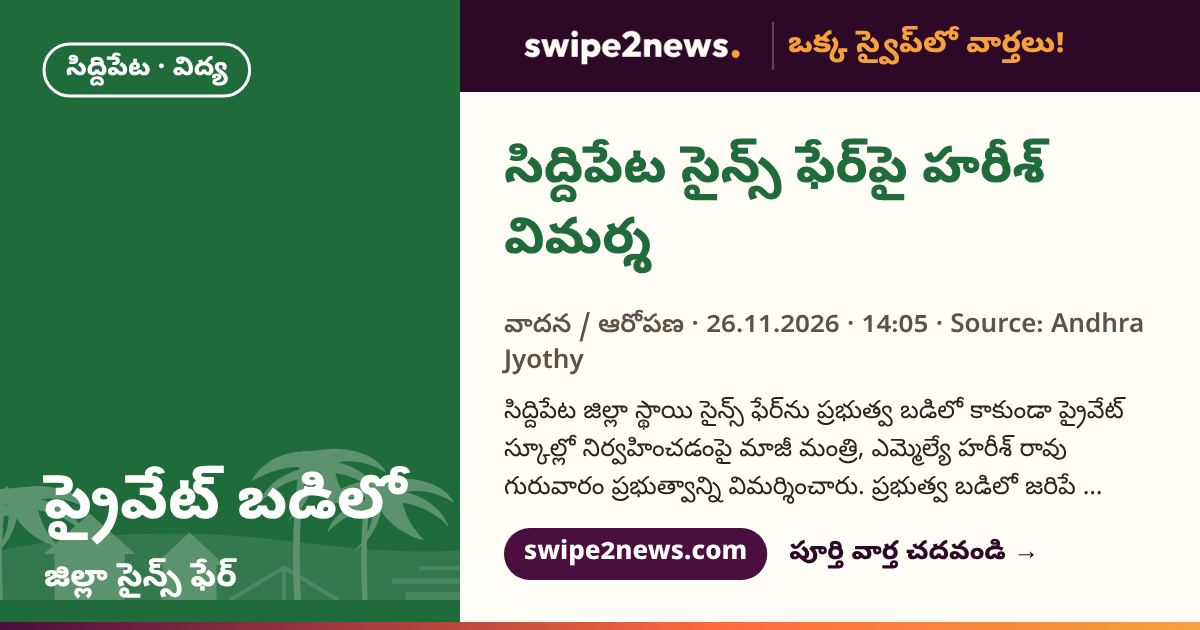 సిద్దిపేట · విద్య
ప్రైవేట్ బడిలో
జిల్లా సైన్స్ ఫేర్
swipe2news.
ఒక్క స్వైప్‌లో వార్తలు!
సిద్దిపేట సైన్స్ ఫేర్‌పై హరీశ్
విమర్శ
వాదన / ఆరోపణ · 26.11.2026 · 14:05 · Source: Andhra
Jyothy
సిద్దిపేట జిల్లా స్థాయి సైన్స్ ఫేర్‌ను ప్రభుత్వ బడిలో కాకుండా ప్రైవేట్
స్కూల్లో నిర్వహించడంపై మాజీ మంత్రి, ఎమ్మెల్యే హరీశ్ రావు
గురువారం ప్రభుత్వాన్ని విమర్శించారు. ప్రభుత్వ బడిలో జరిపే ...
swipe2news.com
పూర్తి వార్త చదవండి →